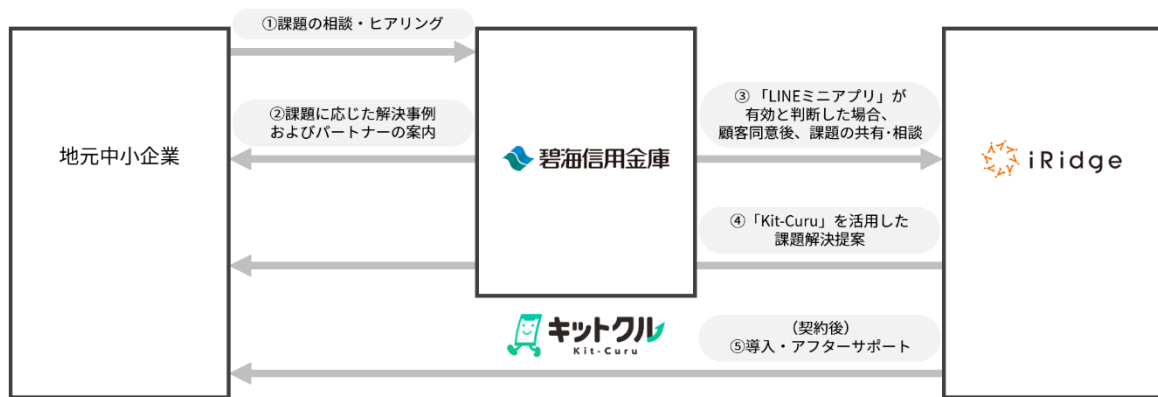 ①課題の相談・ヒアリング
②課題に応じた解決事例
およびパートナーの案内
地元中小企業
碧海信用金庫
③「LINEミニアプリ」が
有効と判断した場合、
顧客同意後、課題の共有・相談
iRidge
④「Kit-Curu」を活用した
課題解決提案
キットクル
Kit-Curu
（契約後）
⑤導入・アフターサポート